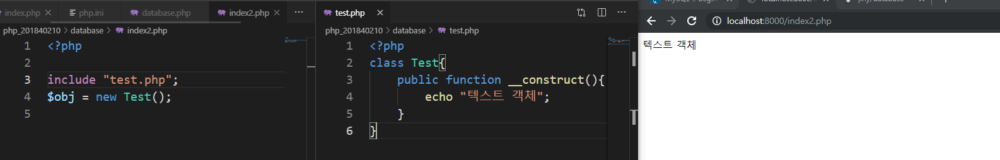 index.php
php.ini
database.php
index2.php
php_201840210 > database > index2.php
1 <?php
2
3 include "test.php";
4 $obj = new Test();
5
test.php
php_201840210 > database > test.php
1 <?php
2 class Test{
3 public function __construct(){
4 echo "텍스트 객체";
5 }
6 }
localhost:8000/index2.php
텍스트 객체